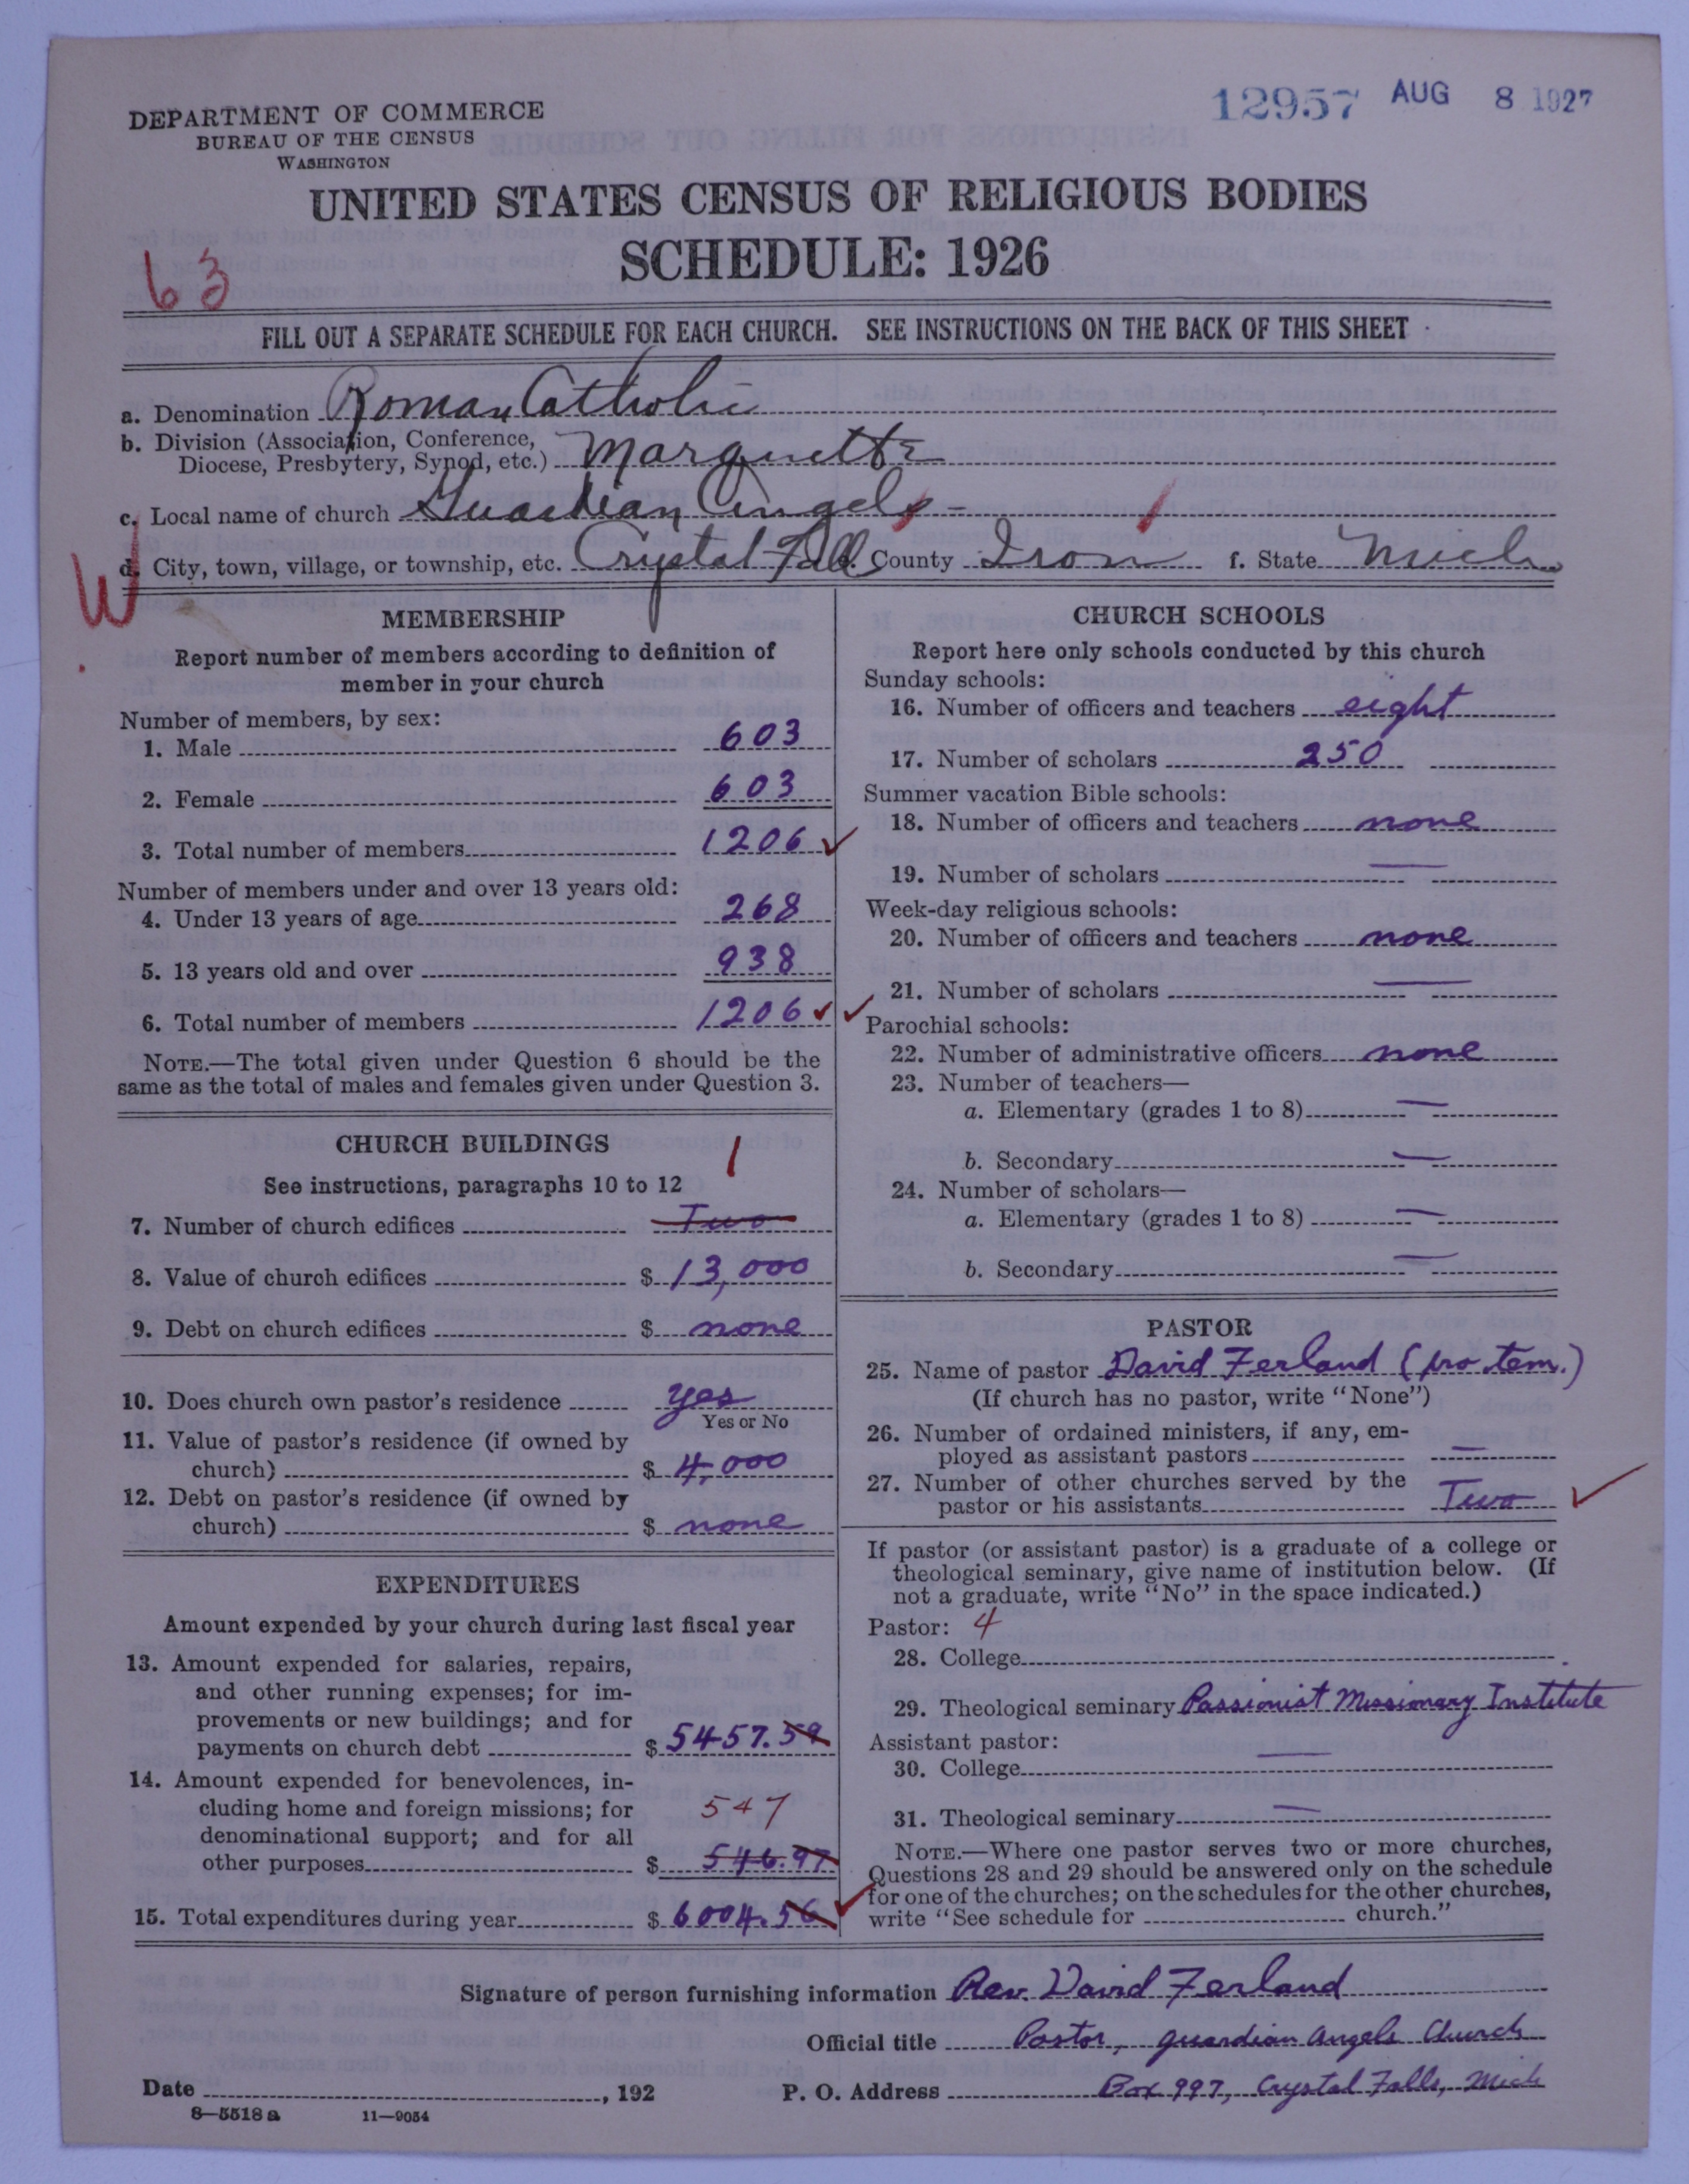 12957 AUG 8 1927
DEPARTMENT OF COMMERCE
BUREAU OF THE CENSUS
WASHINGTON
UNITED STATES CENSUS OF RELIGIOUS BODIES
SCHEDULE: 1926
63
FILL OUT A SEPARATE SCHEDULE FOR EACH CHURCH. SEE INSTRUCTIONS ON THE BACK OF THIS SHEET
a. Denomination Roman Catholic
b. Division (Association, Conference,
Diocese, Presbytery, Synod, etc.) Marquette
c. Local name of church Guardian Angels
W
d. City, town, village, or township, etc. Crystal Falls e. County Iron f. State Mich
MEMBERSHIP
Report number of members according to definition of
member in your church
Number of members, by sex:
1. Male 603
2. Female 603
3. Total number of members 1206
Number of members under and over 13 years old:
4. Under 13 years of age 268
5. 13 years old and over 938
6. Total number of members 1206
NOTE.—The total given under Question 6 should be the
same as the total of males and females given under Question 3.
CHURCH BUILDINGS
1
See instructions, paragraphs 10 to 12
7. Number of church edifices Two
8. Value of church edifices $ 13,000
9. Debt on church edifices $ none
10. Does church own pastor's residence yes
Yes or No
11. Value of pastor's residence (if owned by
church) $ 4,000
12. Debt on pastor's residence (if owned by
church) $ none
EXPENDITURES
Amount expended by your church during last fiscal year
13. Amount expended for salaries, repairs,
and other running expenses; for im-
provements or new buildings; and for
payments on church debt $ 5457.59
14. Amount expended for benevolences, in-
cluding home and foreign missions; for 547
denominational support; and for all
other purposes $ 546.97
15. Total expenditures during year $ 6004.56
CHURCH SCHOOLS
Report here only schools conducted by this church
Sunday schools:
16. Number of officers and teachers eight
17. Number of scholars 250
Summer vacation Bible schools:
18. Number of officers and teachers none
19. Number of scholars —
Week-day religious schools:
20. Number of officers and teachers none
21. Number of scholars —
Parochial schools:
22. Number of administrative officers none
23. Number of teachers—
a. Elementary (grades 1 to 8) —
b. Secondary —
24. Number of scholars—
a. Elementary (grades 1 to 8) —
b. Secondary —
PASTOR
25. Name of pastor David Ferland (pro tem.)
(If church has no pastor, write "None")
26. Number of ordained ministers, if any, em-
ployed as assistant pastors —
27. Number of other churches served by the
pastor or his assistants Two
If pastor (or assistant pastor) is a graduate of a college or
theological seminary, give name of institution below. (If
not a graduate, write "No" in the space indicated.)
Pastor: 4
28. College
29. Theological seminary Passionist Missionary Institute
Assistant pastor:
30. College —
31. Theological seminary —
NOTE.—Where one pastor serves two or more churches,
Questions 28 and 29 should be answered only on the schedule
for one of the churches; on the schedules for the other churches,
write "See schedule for church."
Signature of person furnishing information Rev. David Ferland
Official title Pastor, guardian angels Church
Date , 192 P. O. Address Box 997, Crystal Falls, Mich
8—5518 a 11—9054